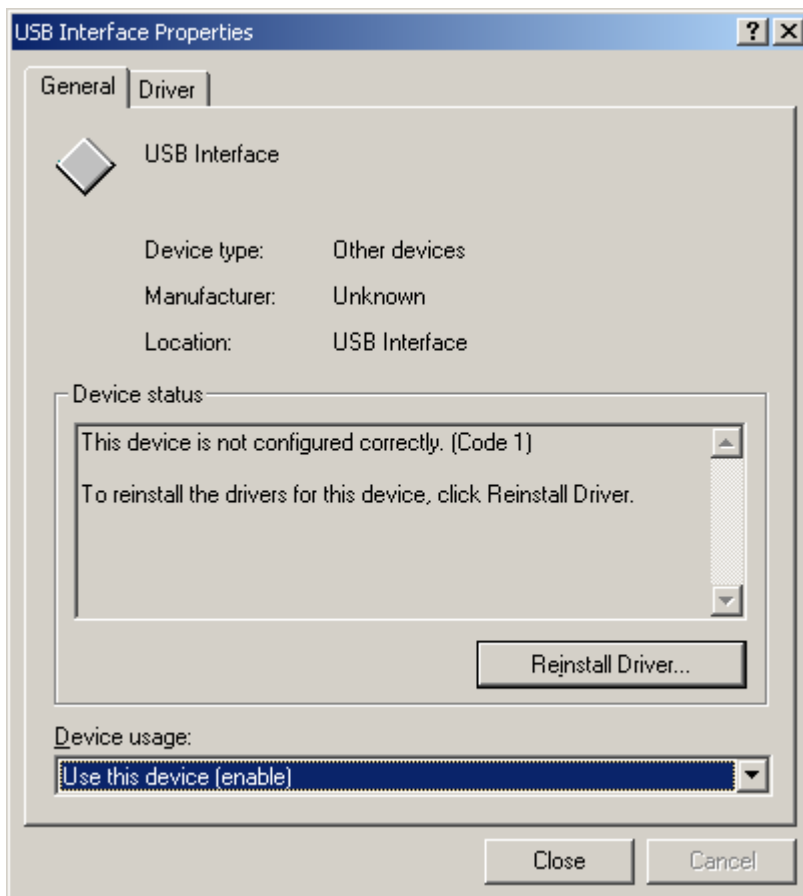 USB Interface Properties
General Driver
USB Interface
Device type: Other devices
Manufacturer: Unknown
Location: USB Interface
Device status
This device is not configured correctly. (Code 1)
To reinstall the drivers for this device, click Reinstall Driver.
Reinstall Driver...
Device usage:
Use this device (enable)
Close Cancel